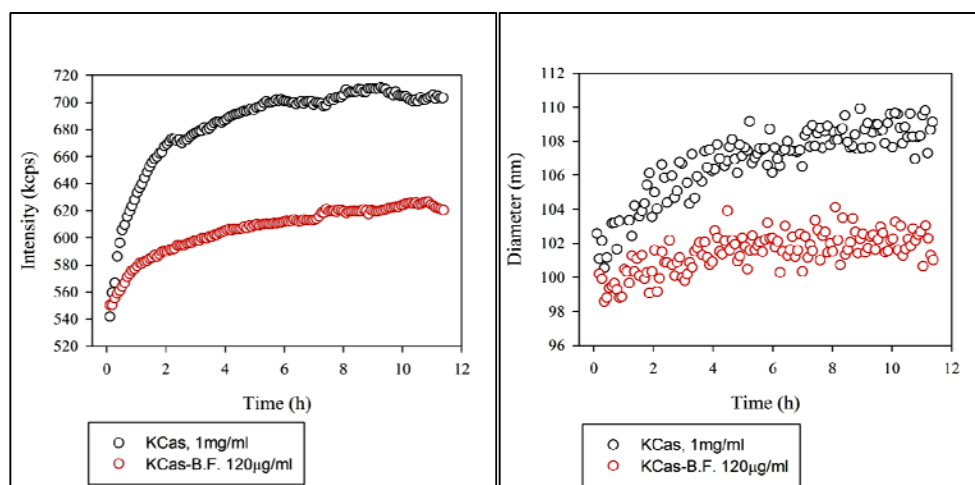 720
700
680
660
640
620
600
580
560
540
520
Intensity (kcps)
0 2 4 6 8 10 12
Time (h)
KCas, 1mg/ml
KCas-B.F. 120µg/ml
112
110
108
106
104
102
100
98
96
Diameter (nm)
0 2 4 6 8 10 12
Time (h)
KCas, 1mg/ml
KCas-B.F. 120µg/ml